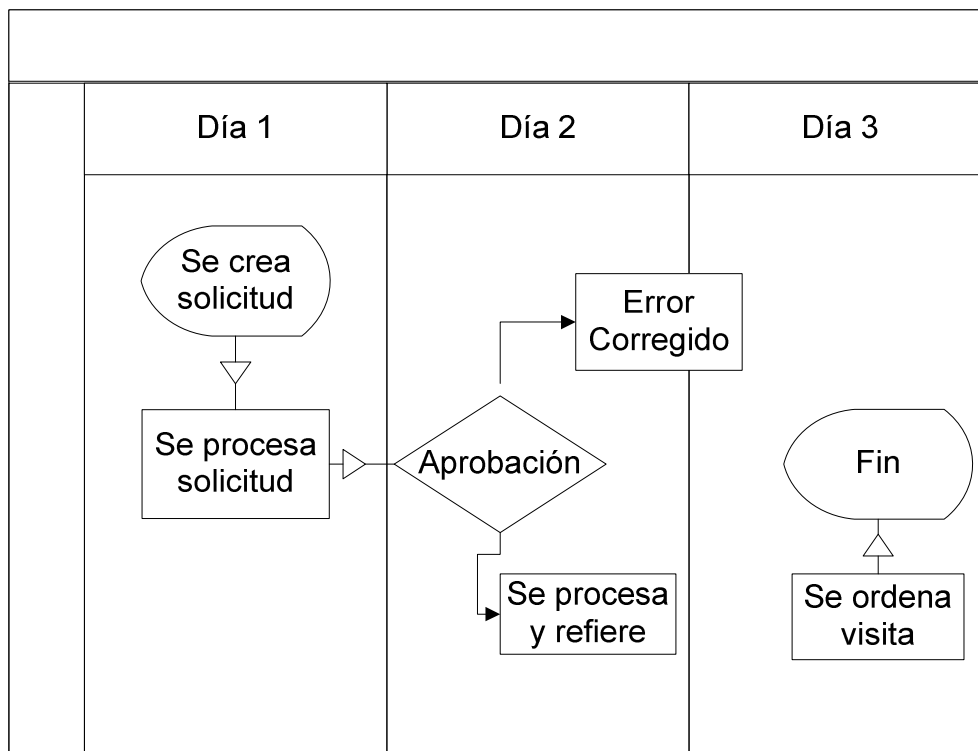 Día 1
Día 2
Día 3
Se crea
solicitud
Se procesa
solicitud
Aprobación
Error
Corregido
Se procesa
y refiere
Fin
Se ordena
visita